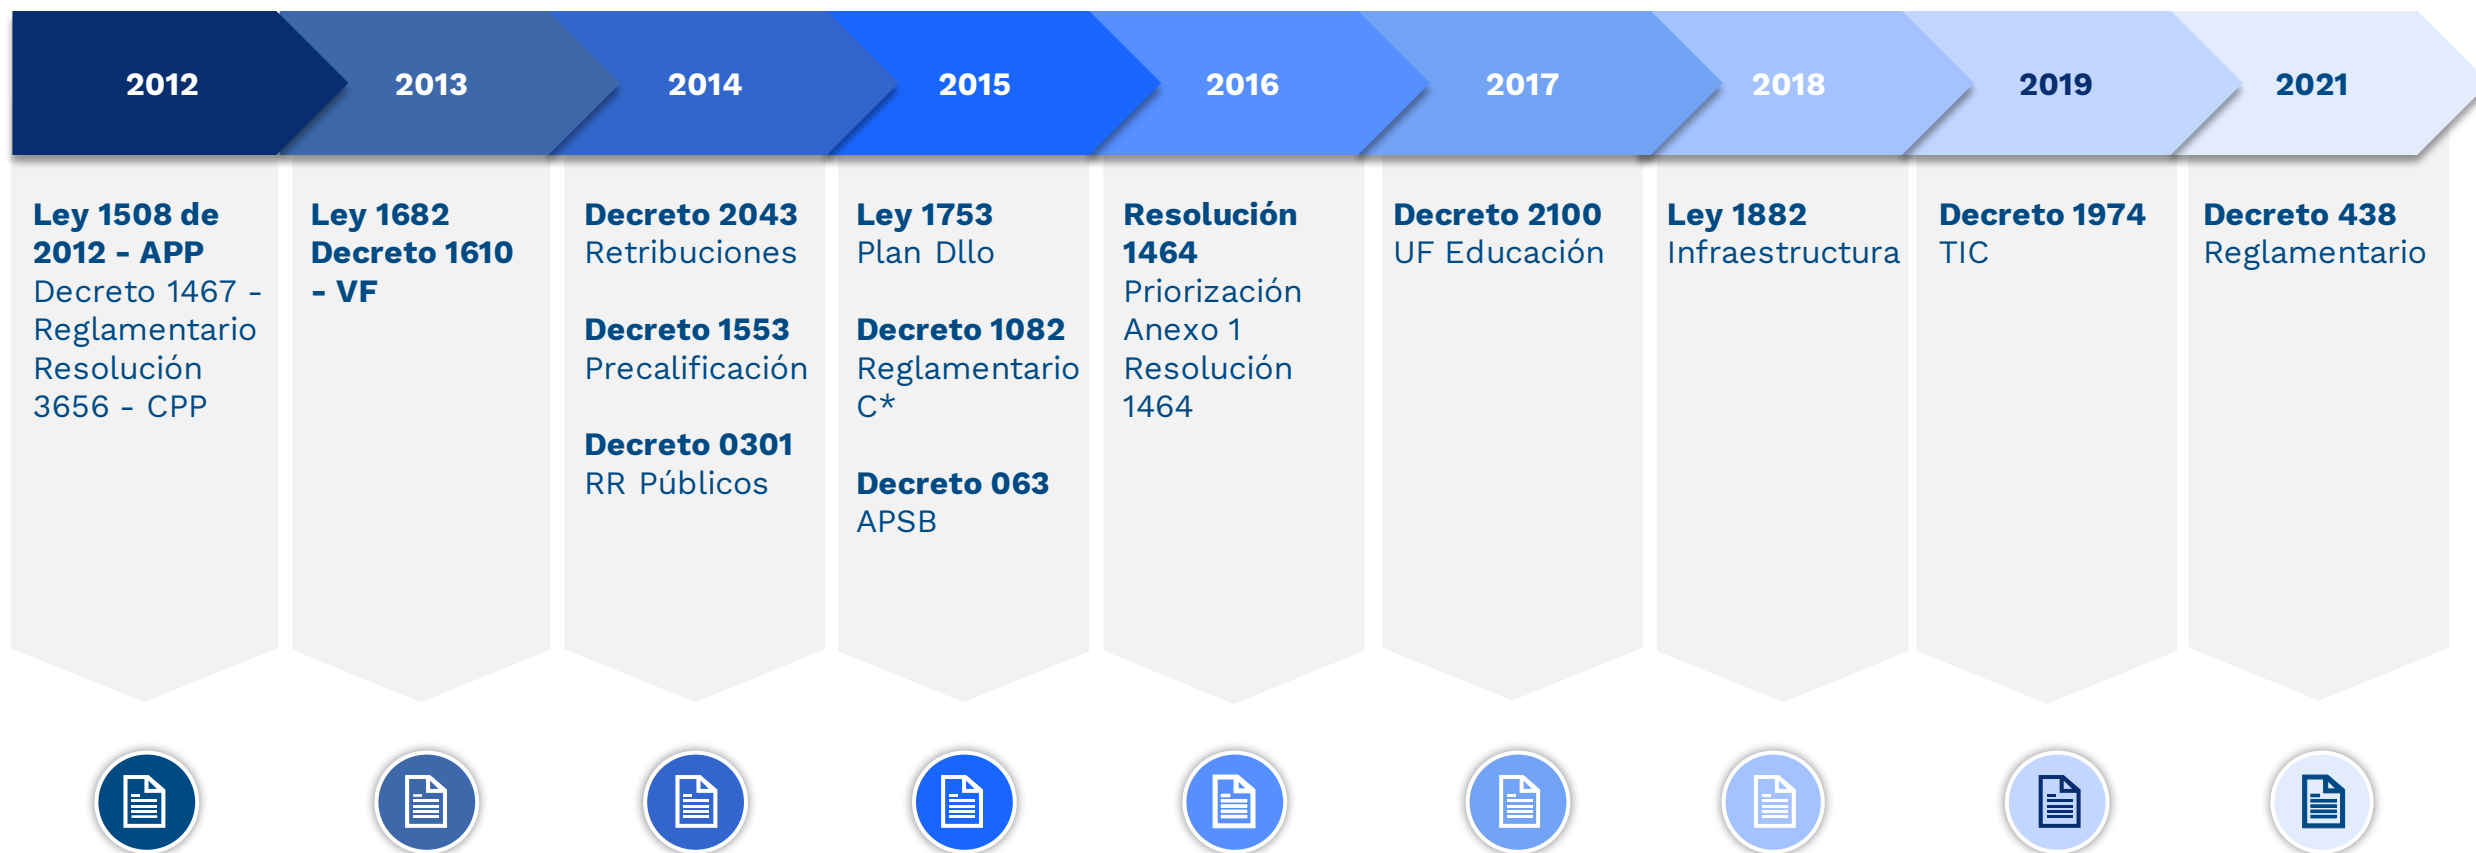 2012
2013
2014
2015
2016
2017
2018
2019
2021
Ley 1508 de
2012 - APP
Decreto 1467 -
Reglamentario
Resolución
3656 - CPP
Ley 1682
Decreto 1610
- VF
Decreto 2043
Retribuciones
Decreto 1553
Precalificación
Decreto 0301
RR Públicos
Ley 1753
Plan Dllo
Decreto 1082
Reglamentario
C*
Decreto 063
APSB
Resolución
1464
Priorización
Anexo 1
Resolución
1464
Decreto 2100
UF Educación
Ley 1882
Infraestructura
Decreto 1974
TIC
Decreto 438
Reglamentario